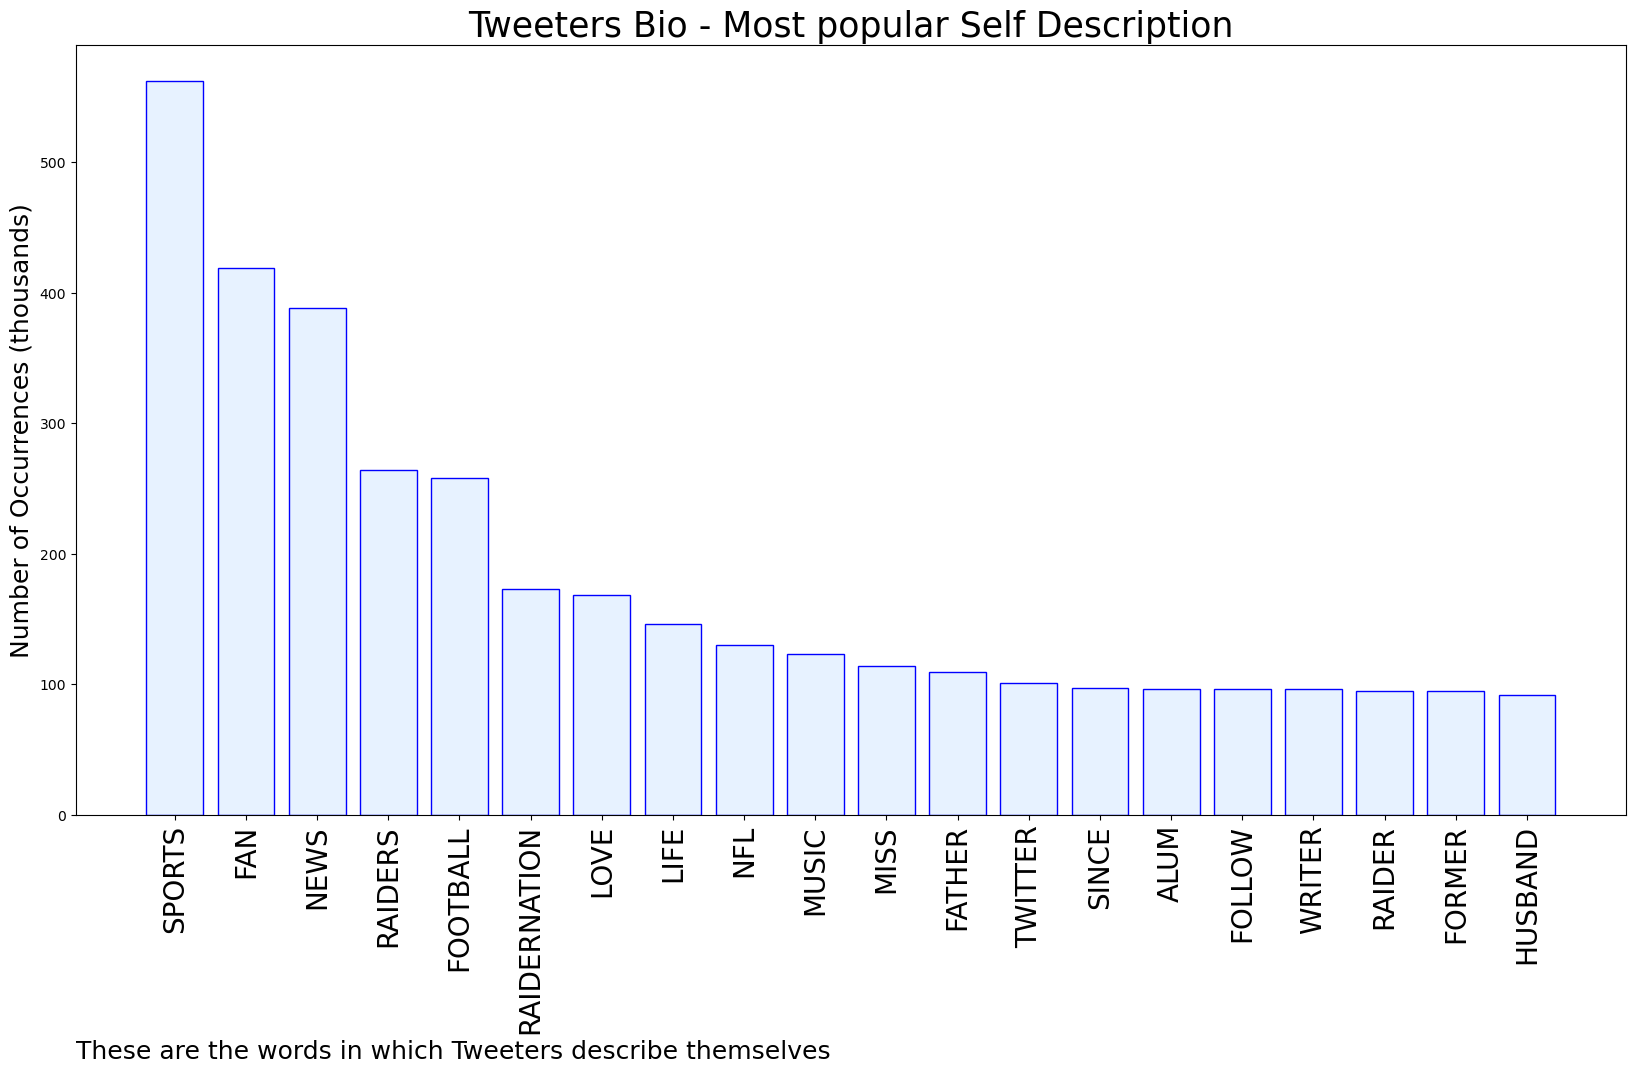 Tweeters Bio - Most popular Self Description
Number of Occurrences (thousands)
500
400
300
200
100
0
SPORTS
FAN
NEWS
RAIDERS
FOOTBALL
RAIDERNATION
LOVE
LIFE
NFL
MUSIC
MISS
FATHER
TWITTER
SINCE
ALUM
FOLLOW
WRITER
RAIDER
FORMER
HUSBAND
These are the words in which Tweeters describe themselves